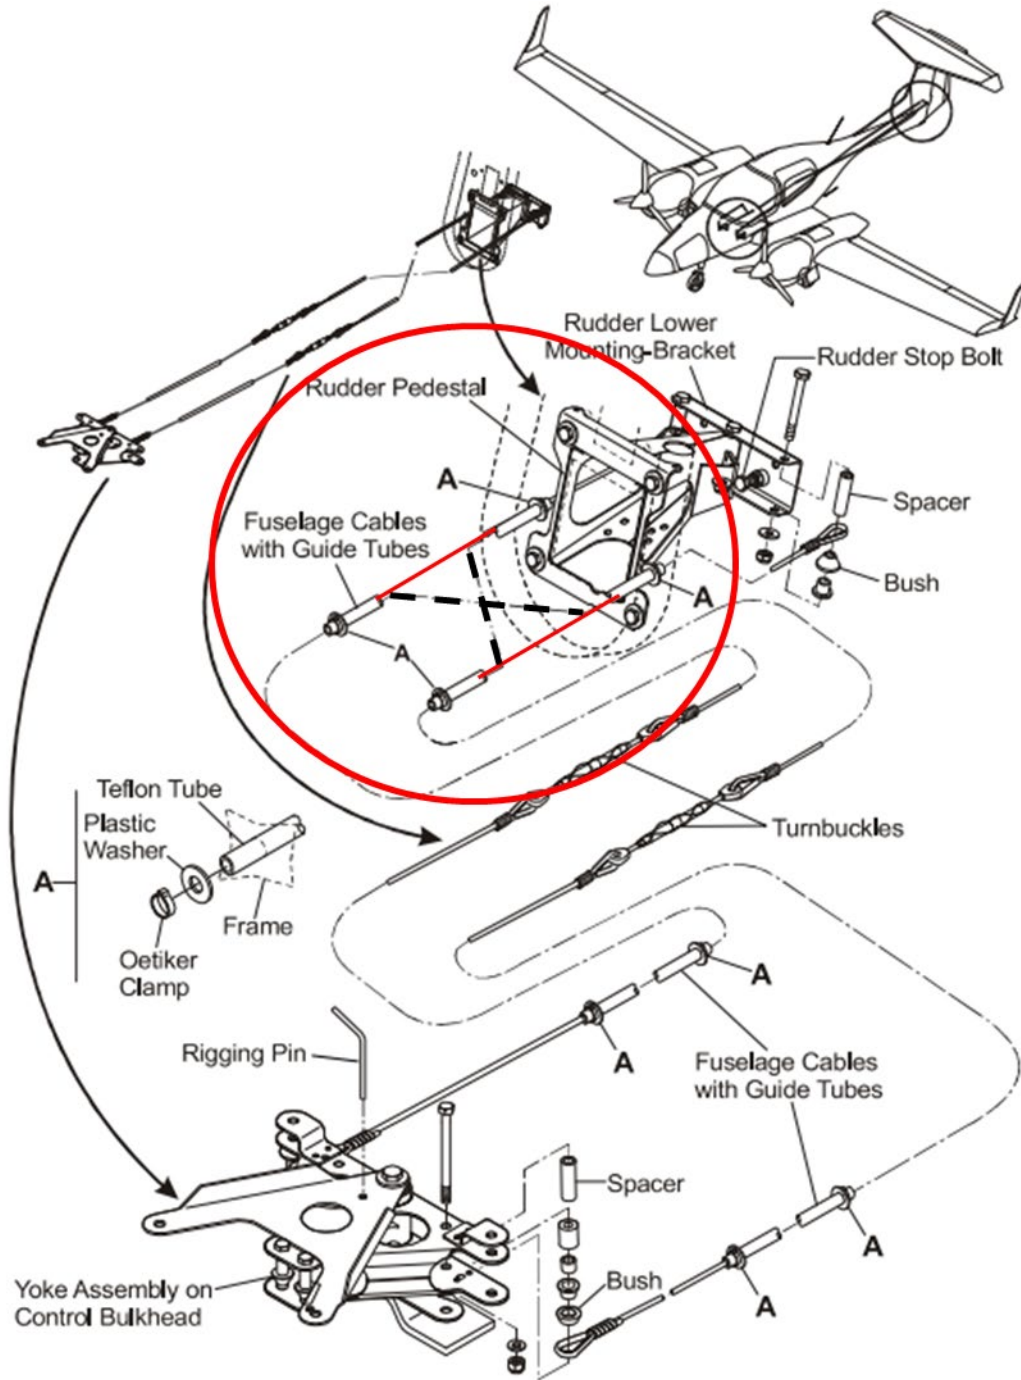 Rudder Lower
Mounting-Bracket
Rudder Stop Bolt
Rudder Pedestal
A
Spacer
Fuselage Cables
with Guide Tubes
Bush
A
A
Teflon Tube
Plastic
Washer
Turnbuckles
A
Frame
Oetiker
Clamp
A
Rigging Pin
A
Fuselage Cables
with Guide Tubes
Spacer
A
Yoke Assembly on
Control Bulkhead
Bush
A